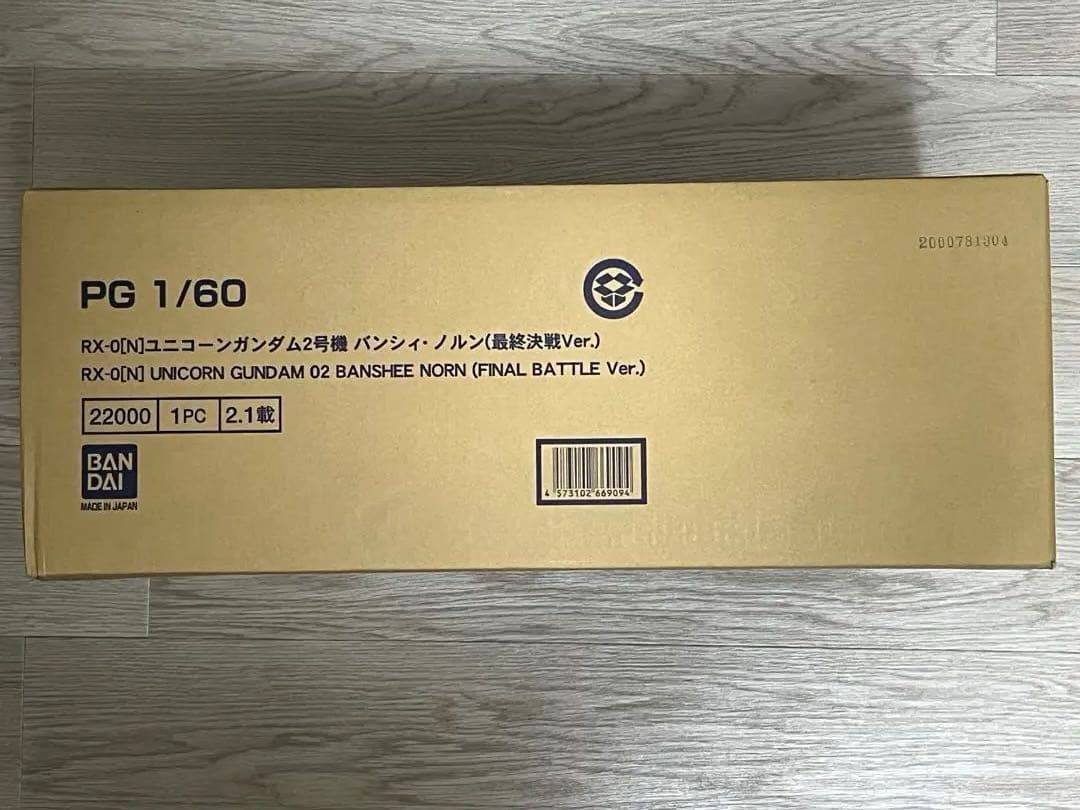 2000781304
PG 1/60
RX-0[N]ユニコーンガンダム2号機 バンシィ・ノルン(最終決戦Ver.)
RX-0[N] UNICORN GUNDAM 02 BANSHEE NORN (FINAL BATTLE Ver.)
22000 1PC 2.1載
BAN
DAI
MADE IN JAPAN
4 573102 669094